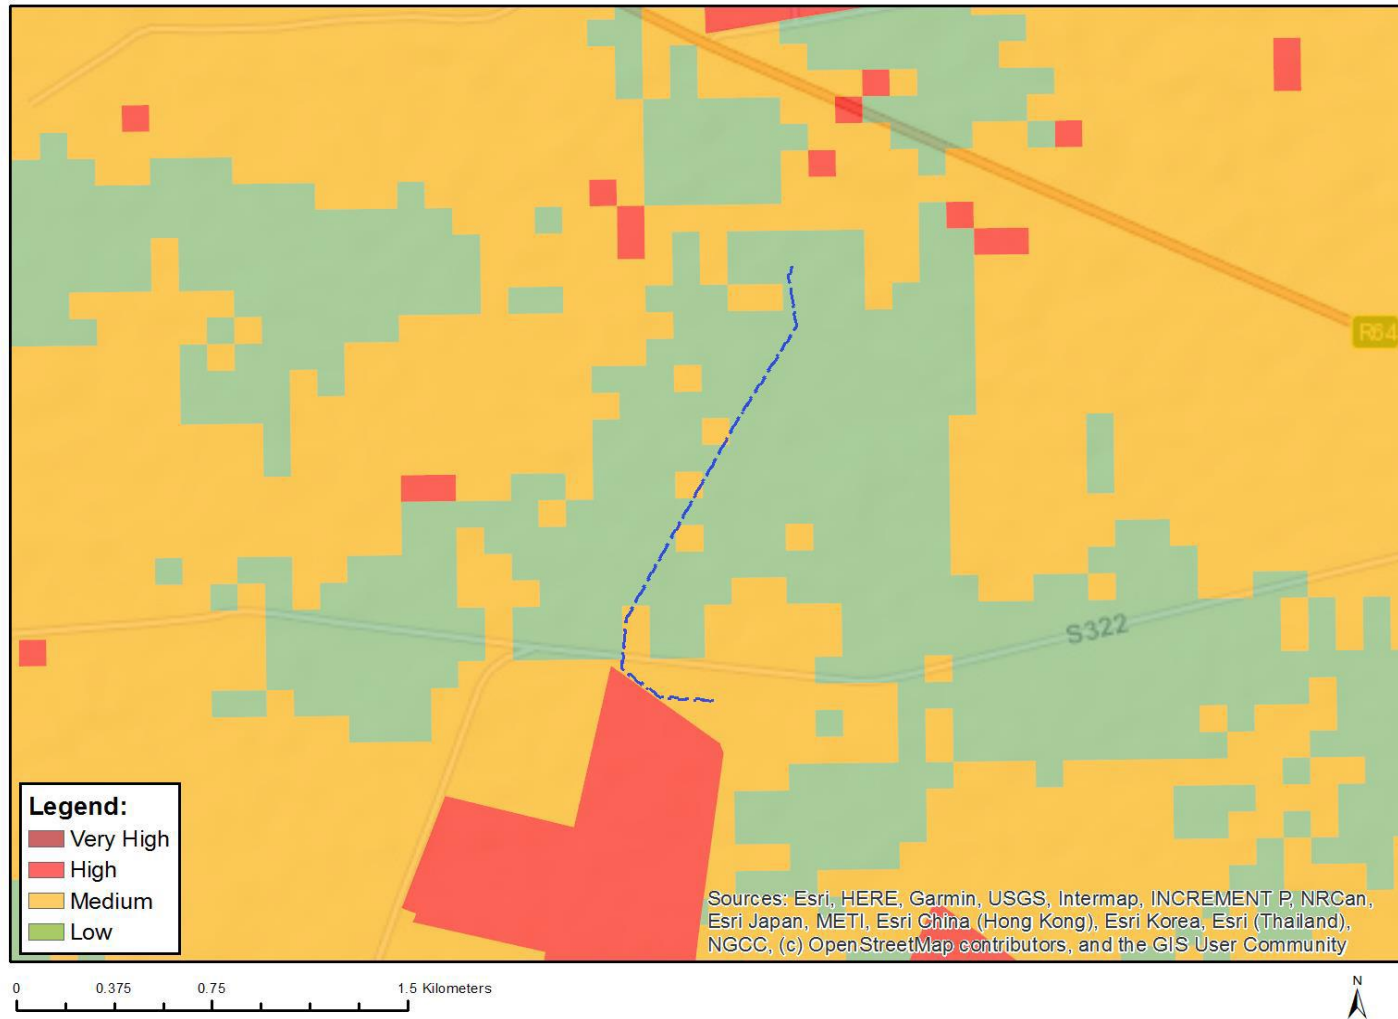 R64
S322
Legend:
Very High
High
Medium
Low
Sources: Esri, HERE, Garmin, USGS, Intermap, INCREMENT P, NRCan,
Esri Japan, METI, Esri China (Hong Kong), Esri Korea, Esri (Thailand),
NGCC, (c) OpenStreetMap contributors, and the GIS User Community
0 0.375 0.75 1.5 Kilometers
N